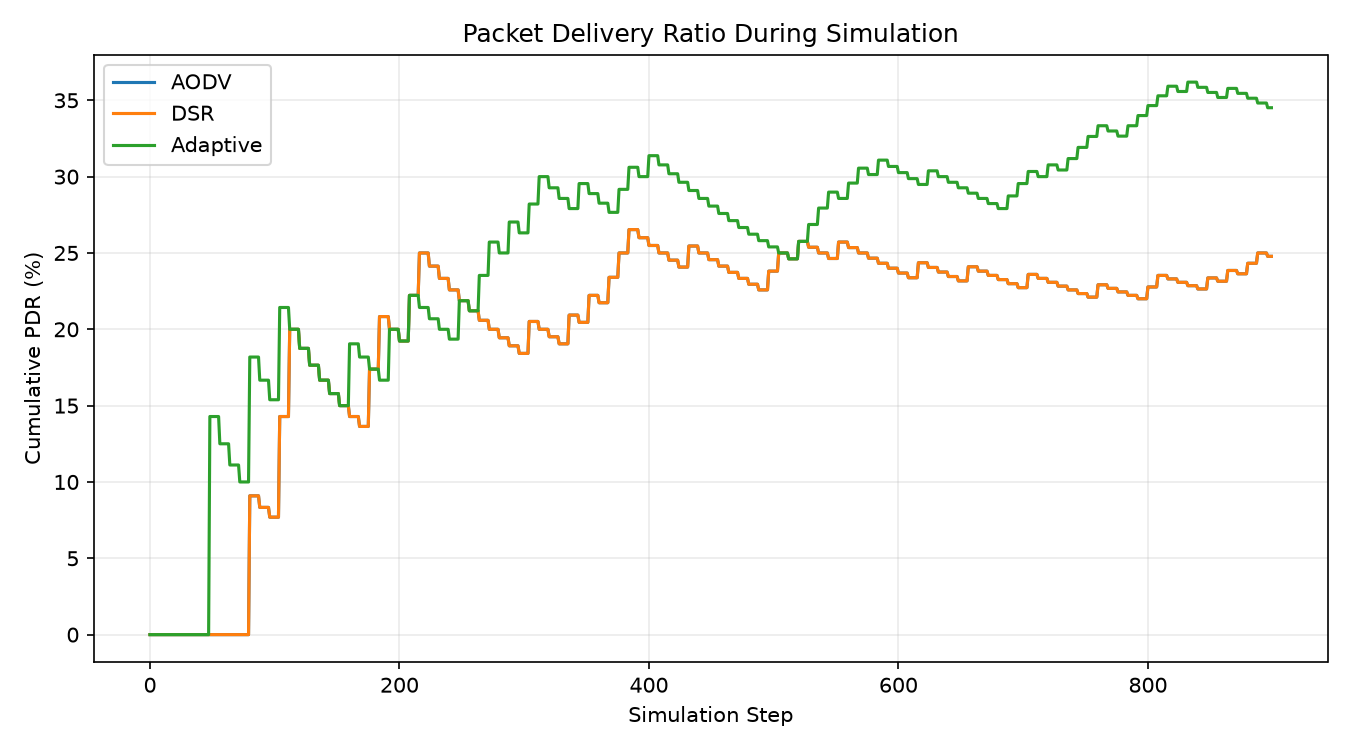 Packet Delivery Ratio During Simulation
AODV
DSR
Adaptive
Cumulative PDR (%)
35
30
25
20
15
10
5
0
0 200 400 600 800
Simulation Step